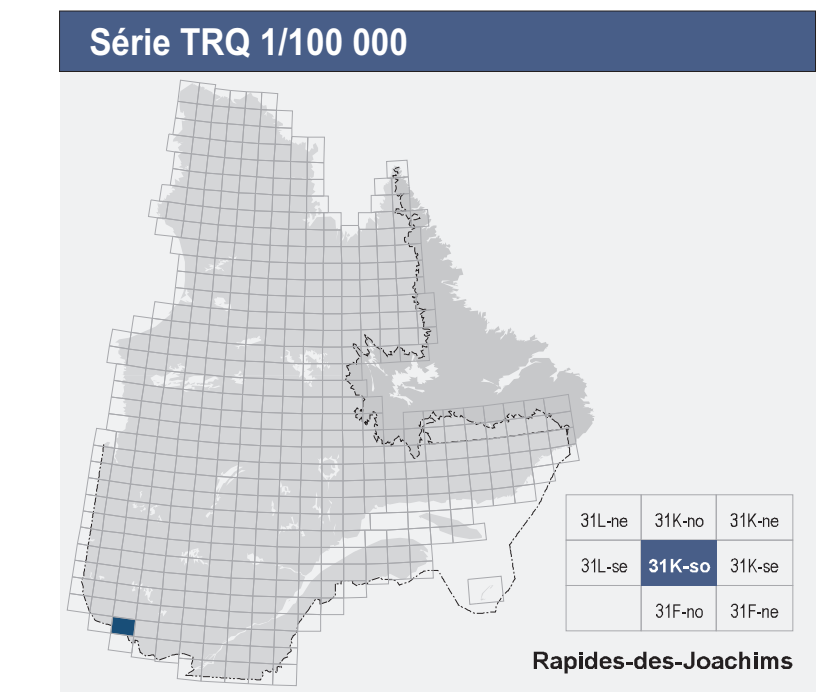 Série TRQ 1/100 000
31L-ne 31K-no 31K-ne
31L-se 31K-so 31K-se
31F-no 31F-ne
Rapides-des-Joachims